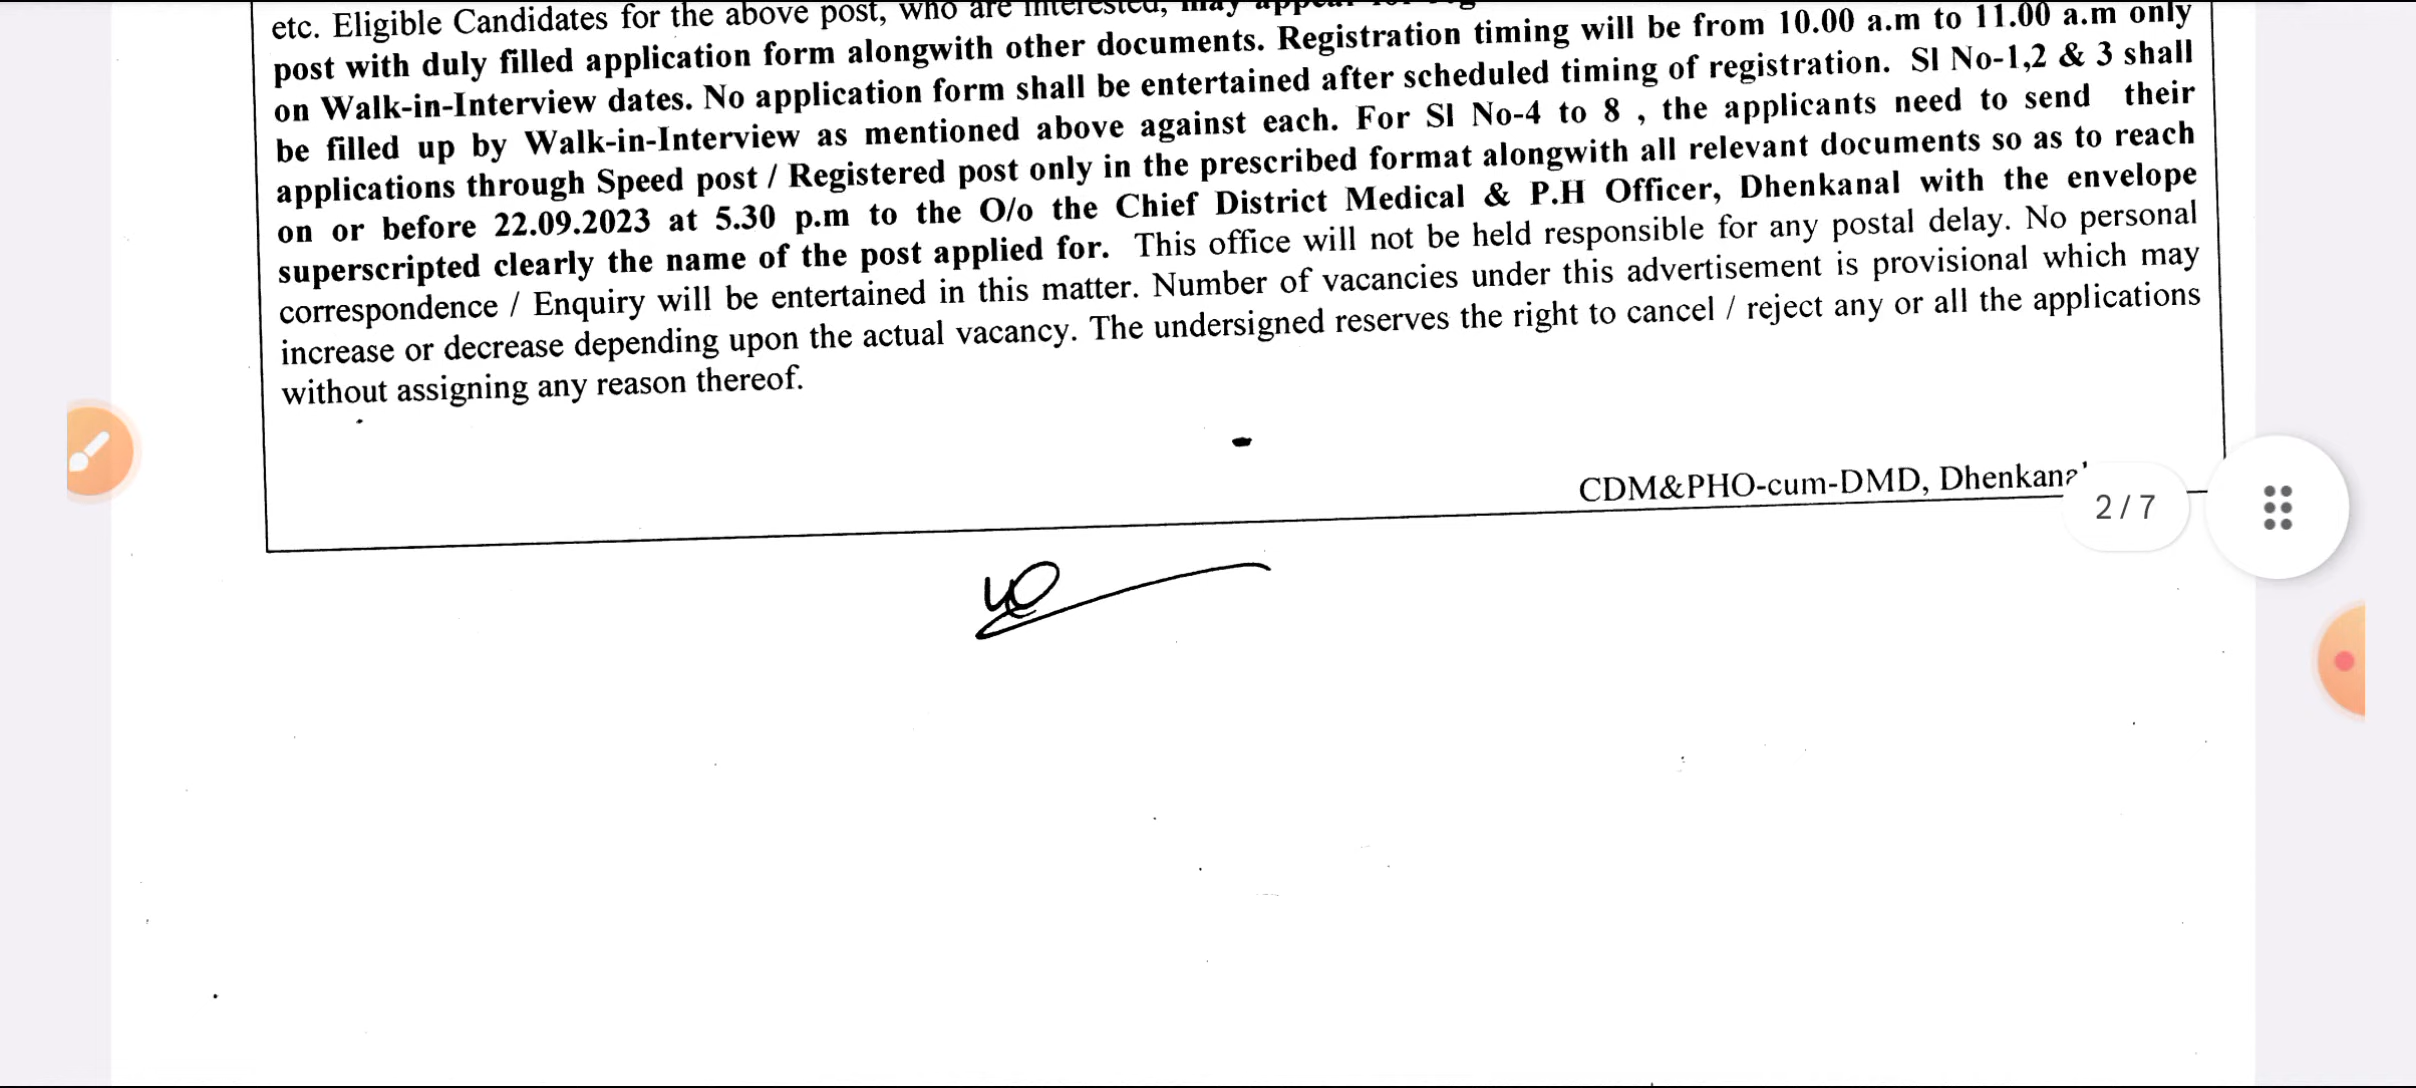 etc. Eligible Candidates for the above post, who are interested, may appear
post with duly filled application form alongwith other documents. Registration timing will be from 10.00 a.m to 11.00 a.m only
on Walk-in-Interview dates. No application form shall be entertained after scheduled timing of registration. Sl No-1,2 & 3 shall
be filled up by Walk-in-Interview as mentioned above against each. For Sl No-4 to 8 , the applicants need to send their
applications through Speed post / Registered post only in the prescribed format alongwith all relevant documents so as to reach
on or before 22.09.2023 at 5.30 p.m to the O/o the Chief District Medical & P.H Officer, Dhenkanal with the envelope
superscripted clearly the name of the post applied for. This office will not be held responsible for any postal delay. No personal
correspondence / Enquiry will be entertained in this matter. Number of vacancies under this advertisement is provisional which may
increase or decrease depending upon the actual vacancy. The undersigned reserves the right to cancel / reject any or all the applications
without assigning any reason thereof.
CDM&PHO-cum-DMD, Dhenkanal
2 / 7